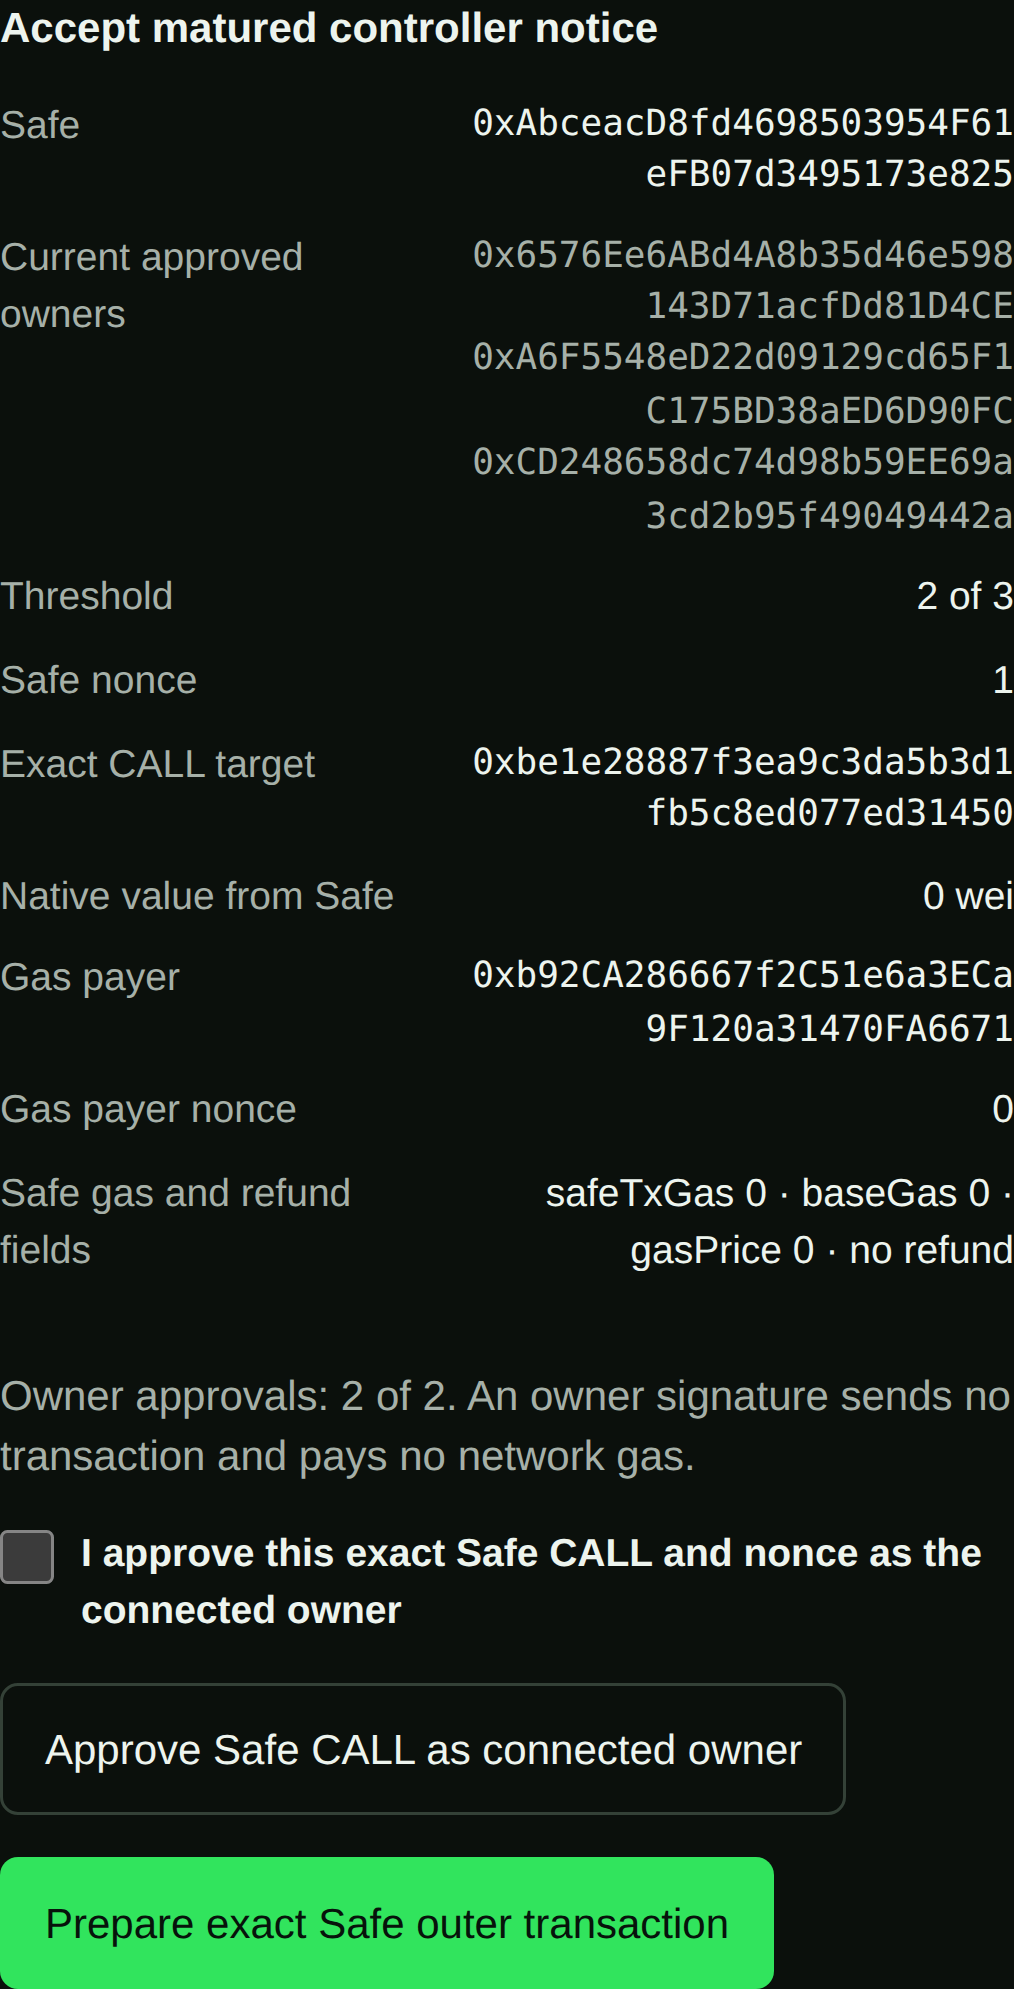 Accept matured controller notice
Safe
0xAbceacD8fd4698503954F61
eFB07d3495173e825
Current approved
owners
0x6576Ee6ABd4A8b35d46e598
143D71acfDd81D4CE
0xA6F5548eD22d09129cd65F1
C175BD38aED6D90FC
0xCD248658dc74d98b59EE69a
3cd2b95f49049442a
Threshold
2 of 3
Safe nonce
1
Exact CALL target
0xbe1e28887f3ea9c3da5b3d1
fb5c8ed077ed31450
Native value from Safe
0 wei
Gas payer
0xb92CA286667f2C51e6a3ECa
9F120a31470FA6671
Gas payer nonce
0
Safe gas and refund
fields
safeTxGas 0 · baseGas 0 ·
gasPrice 0 · no refund
Owner approvals: 2 of 2. An owner signature sends no
transaction and pays no network gas.
I approve this exact Safe CALL and nonce as the
connected owner
Approve Safe CALL as connected owner
Prepare exact Safe outer transaction